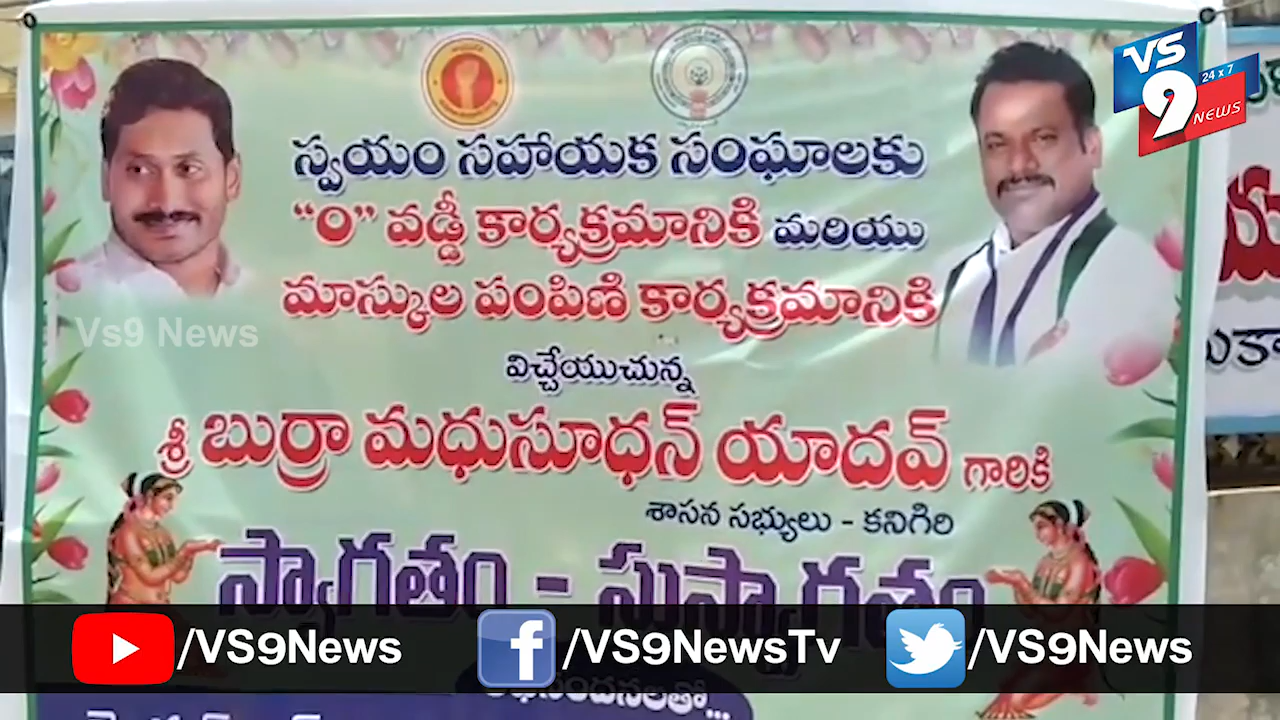 VS
9
24 x 7
NEWS
స్వయం సహాయక సంఘాలకు
“o” వడ్డీ కార్యక్రమానికి మరియు
మాస్కుల పంపిణి కార్యక్రమానికి
Vs9 News
విచ్చేయుచున్న
శ్రీ బుర్రా మధుసూధన్ యాదవ్ గారికి
శాసన సభ్యులు - కనిగిరి
స్వాగతం - సుస్వాగతం
/VS9News
/VS9NewsTv
/VS9News